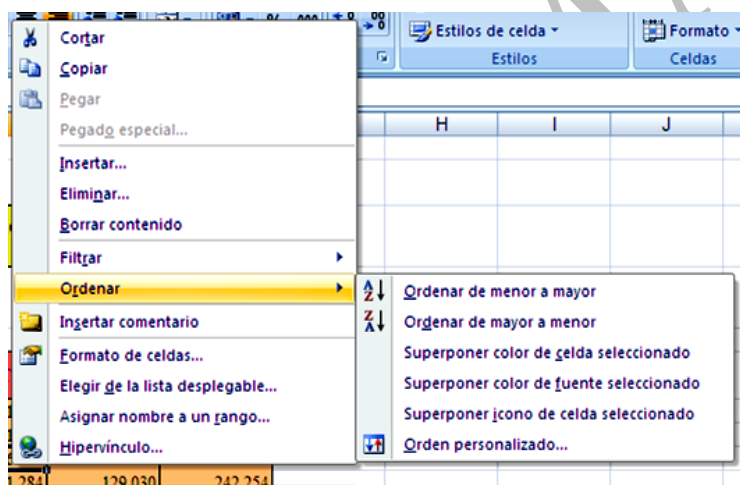 % 000
Estilos de celda
Formato
Estilos
Celdas
Cortar
Copiar
Pegar
Pegado especial...
H I J
Insertar...
Eliminar...
Borrar contenido
Filtrar
Ordenar
Ordenar de menor a mayor
Insertar comentario
Ordenar de mayor a menor
Formato de celdas...
Superponer color de celda seleccionado
Elegir de la lista desplegable...
Superponer color de fuente seleccionado
Asignar nombre a un rango...
Superponer icono de celda seleccionado
Hipervínculo...
Orden personalizado...
129.030 242.254